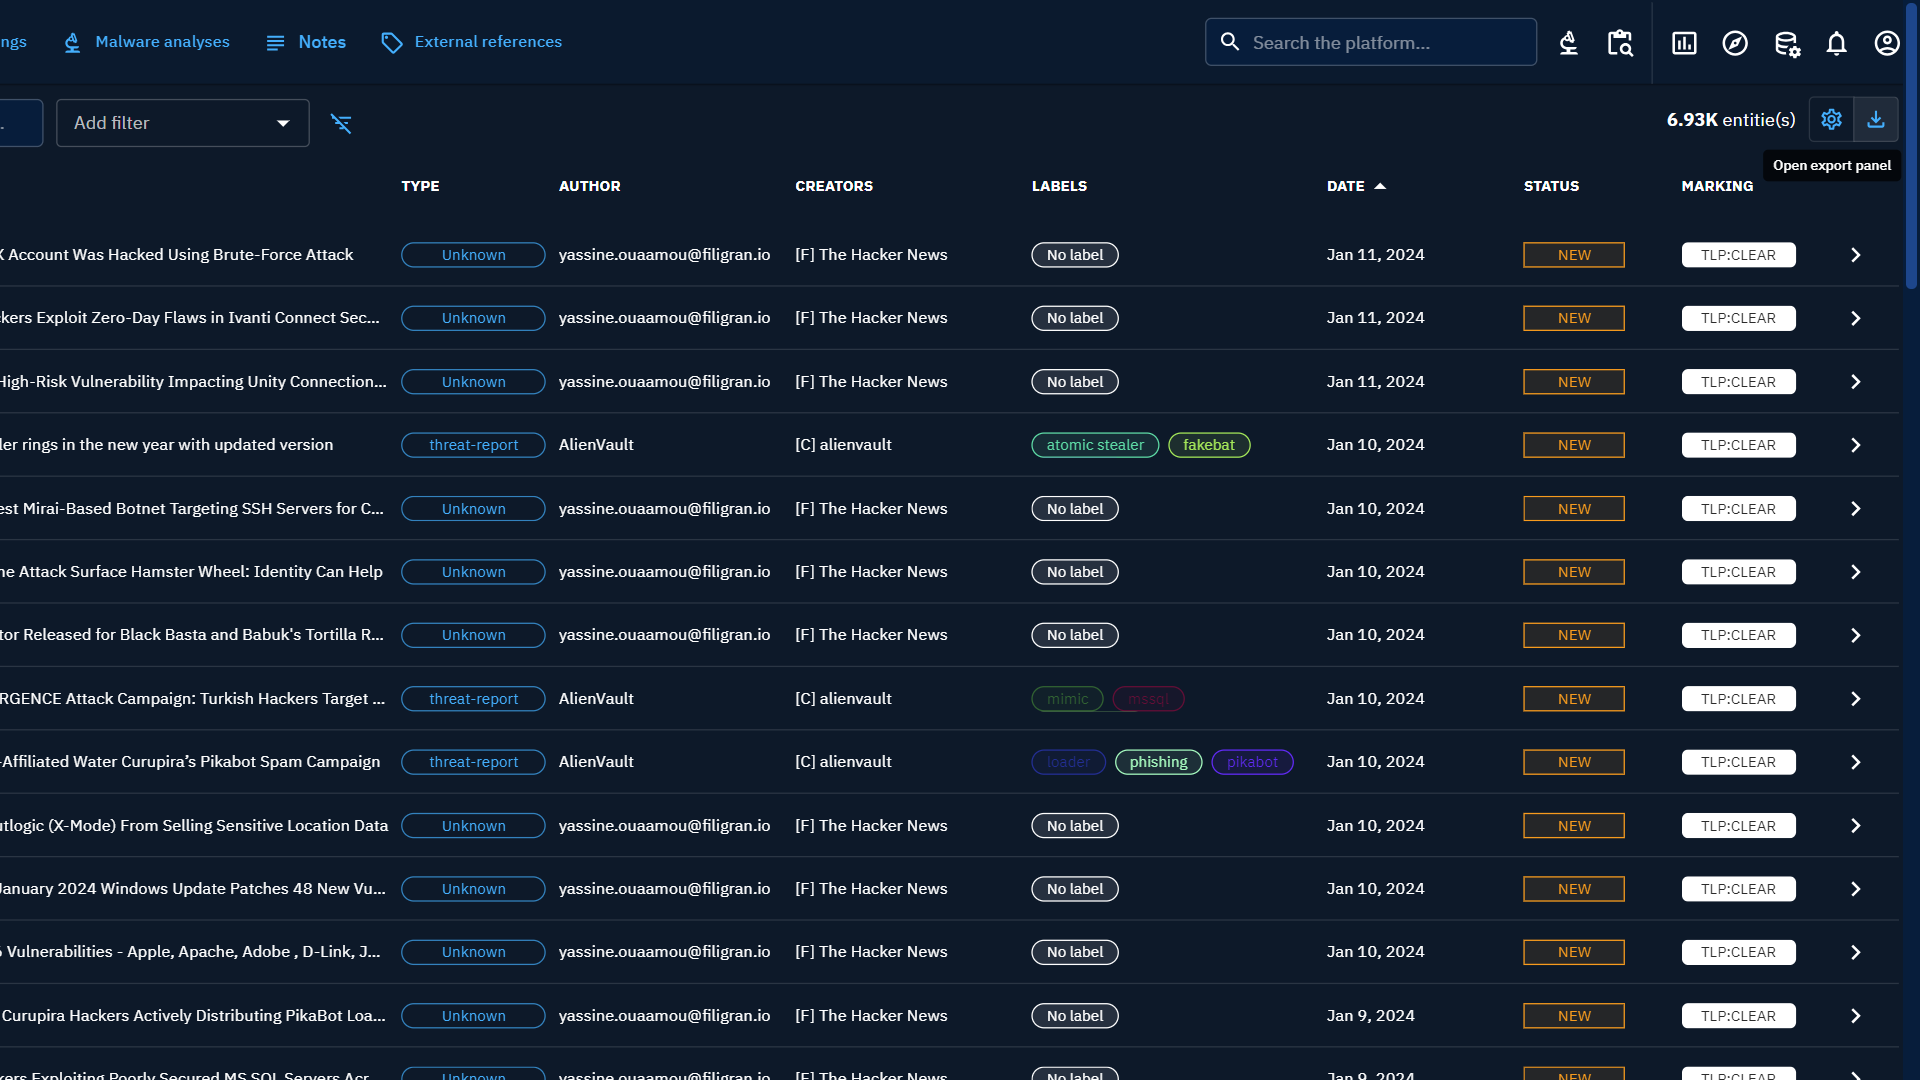 ngs Malware analyses Notes External references Search the platform...
. Add filter 6.93K entitie(s)
Open export panel
TYPE AUTHOR CREATORS LABELS DATE STATUS MARKING
X Account Was Hacked Using Brute-Force Attack Unknown yassine.ouaamou@filigran.io [F] The Hacker News No label Jan 11, 2024 NEW TLP:CLEAR
ckers Exploit Zero-Day Flaws in Ivanti Connect Sec... Unknown yassine.ouaamou@filigran.io [F] The Hacker News No label Jan 11, 2024 NEW TLP:CLEAR
High-Risk Vulnerability Impacting Unity Connection... Unknown yassine.ouaamou@filigran.io [F] The Hacker News No label Jan 11, 2024 NEW TLP:CLEAR
ler rings in the new year with updated version threat-report AlienVault [C] alienvault atomic stealer fakebat Jan 10, 2024 NEW TLP:CLEAR
est Mirai-Based Botnet Targeting SSH Servers for C... Unknown yassine.ouaamou@filigran.io [F] The Hacker News No label Jan 10, 2024 NEW TLP:CLEAR
he Attack Surface Hamster Wheel: Identity Can Help Unknown yassine.ouaamou@filigran.io [F] The Hacker News No label Jan 10, 2024 NEW TLP:CLEAR
tor Released for Black Basta and Babuk's Tortilla R... Unknown yassine.ouaamou@filigran.io [F] The Hacker News No label Jan 10, 2024 NEW TLP:CLEAR
RGENCE Attack Campaign: Turkish Hackers Target ... threat-report AlienVault [C] alienvault mimic mssql Jan 10, 2024 NEW TLP:CLEAR
-Affiliated Water Curupira’s Pikabot Spam Campaign threat-report AlienVault [C] alienvault loader phishing pikabot Jan 10, 2024 NEW TLP:CLEAR
utlogic (X-Mode) From Selling Sensitive Location Data Unknown yassine.ouaamou@filigran.io [F] The Hacker News No label Jan 10, 2024 NEW TLP:CLEAR
January 2024 Windows Update Patches 48 New Vu... Unknown yassine.ouaamou@filigran.io [F] The Hacker News No label Jan 10, 2024 NEW TLP:CLEAR
6 Vulnerabilities - Apple, Apache, Adobe , D-Link, J... Unknown yassine.ouaamou@filigran.io [F] The Hacker News No label Jan 10, 2024 NEW TLP:CLEAR
Curupira Hackers Actively Distributing PikaBot Loa... Unknown yassine.ouaamou@filigran.io [F] The Hacker News No label Jan 9, 2024 NEW TLP:CLEAR
kers Exploiting Poorly Secured MS SQL Servers Acr... Unknown yassine.ouaamou@filigran.io [F] The Hacker News No label Jan 9, 2024 NEW TLP:CLEAR